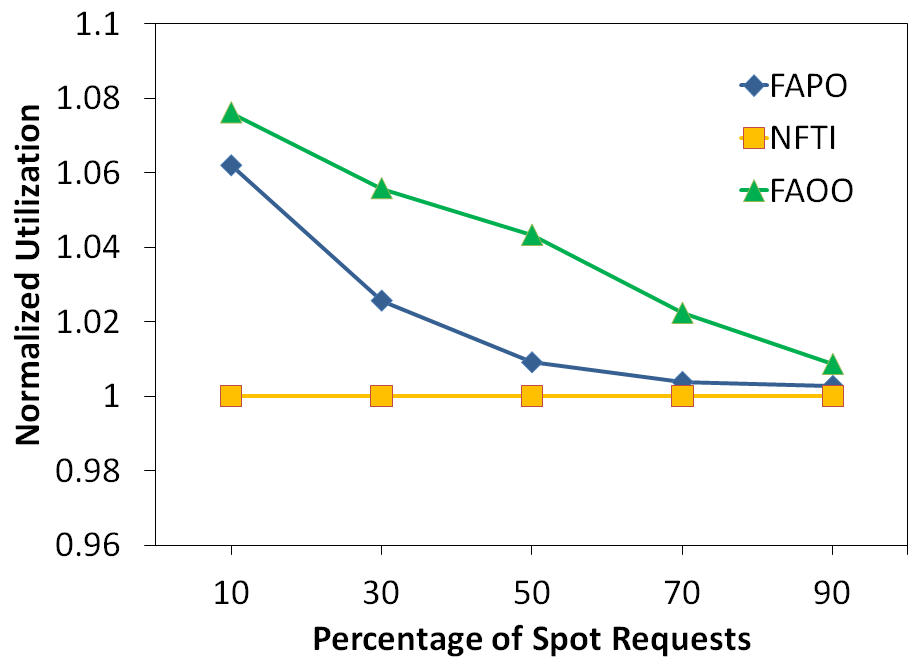 1.1
1.08
1.06
1.04
1.02
1
0.98
0.96
Normalized Utilization
FAPO
NFTI
FAOO
10 30 50 70 90
Percentage of Spot Requests